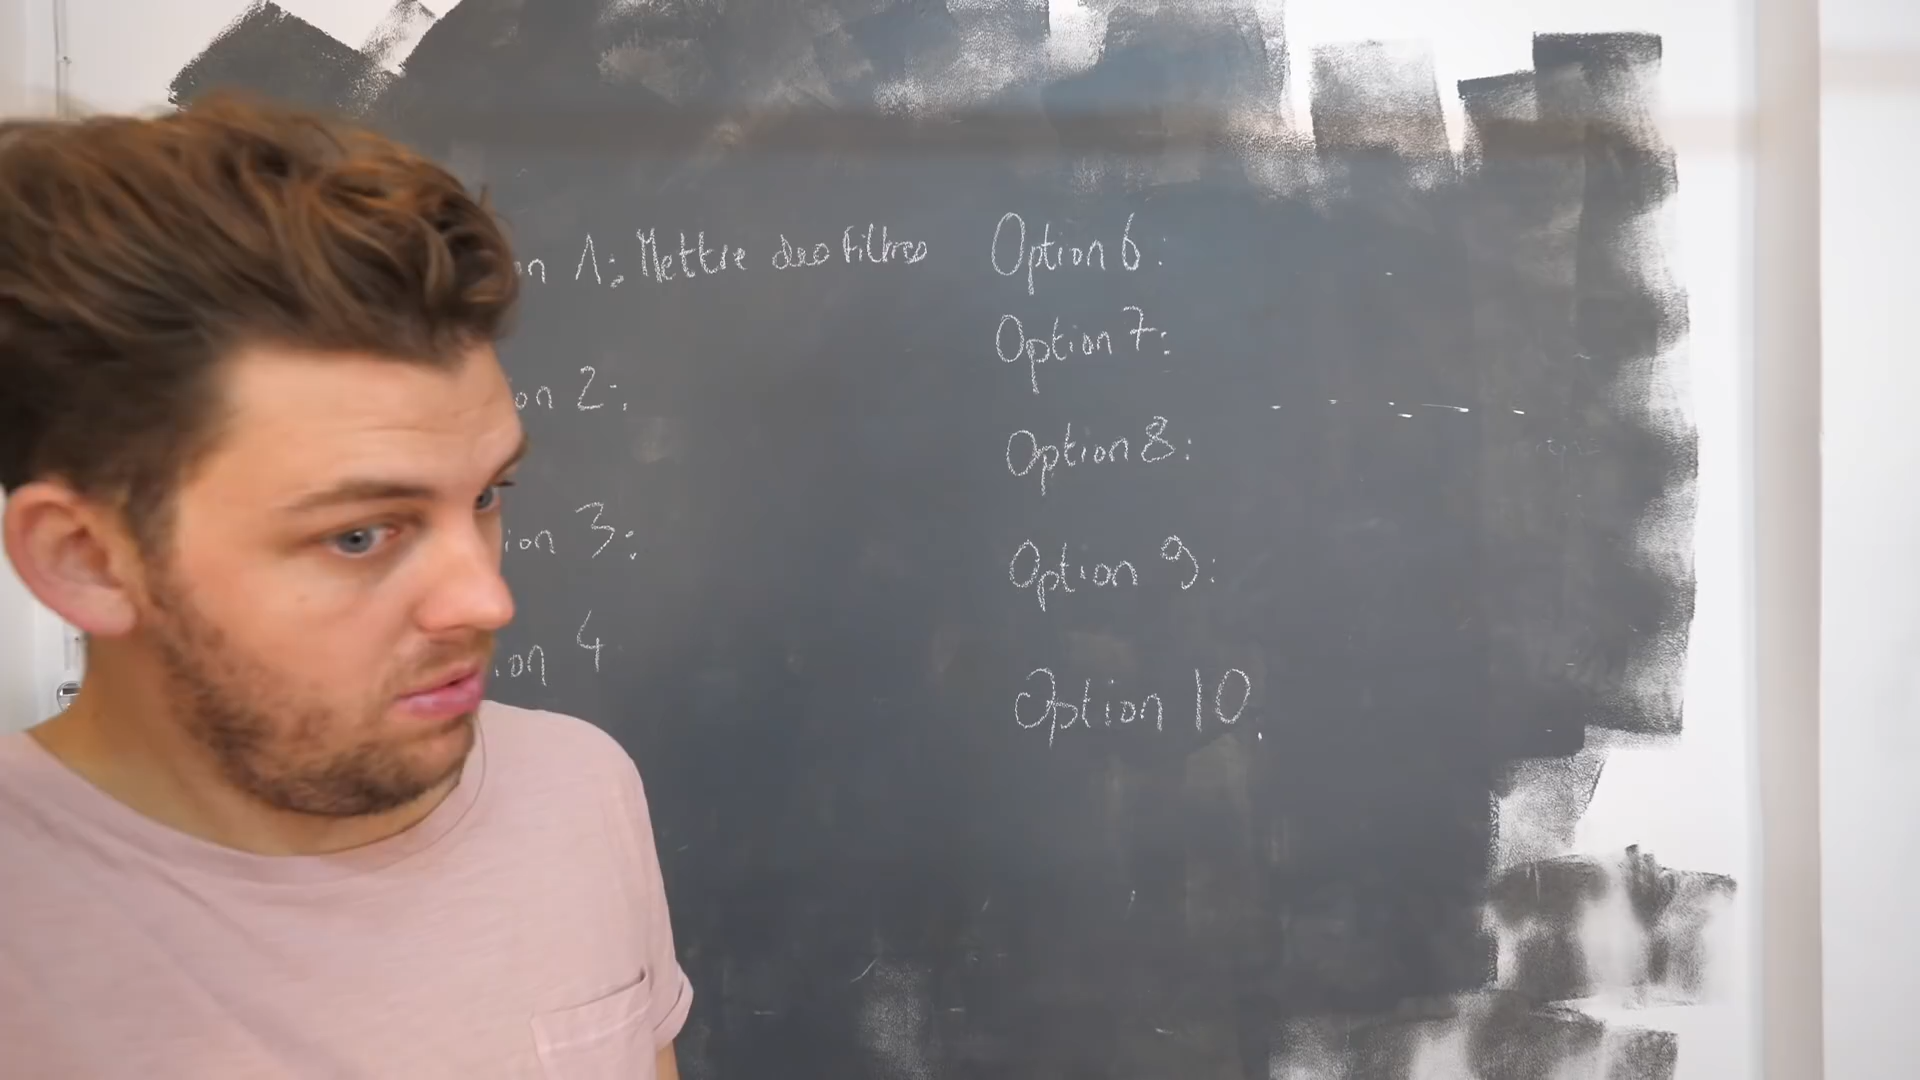 on 1: Mettre des filtres
on 2:
ion 3:
ion 4
Option 6:
Option 7:
Option 8:
Option 9:
Option 10